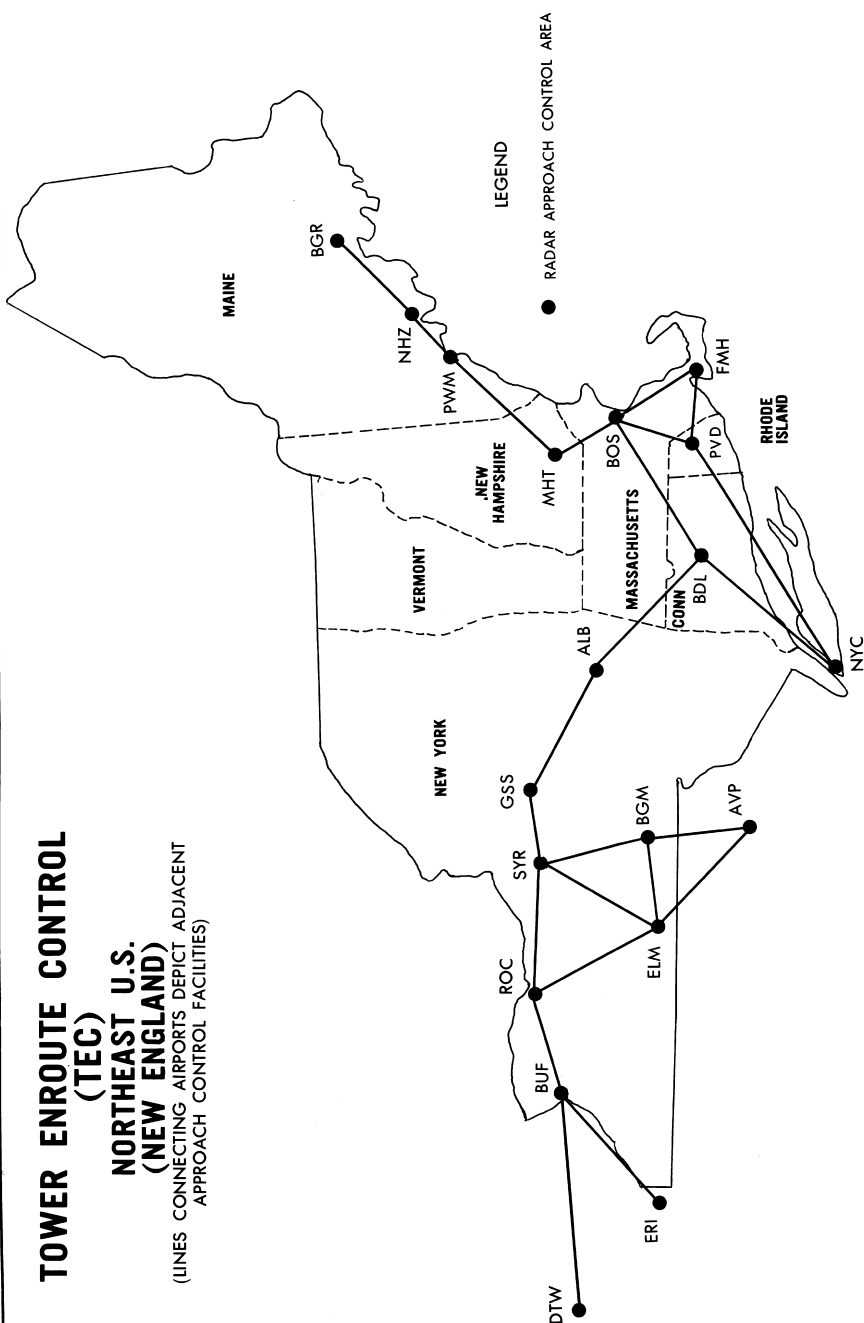 TOWER ENROUTE CONTROL
(TEC)
NORTHEAST U.S.
(NEW ENGLAND)
(LINES CONNECTING AIRPORTS DEPICT ADJACENT
APPROACH CONTROL FACILITIES)
MAINE
BGR
NHZ
PWM
LEGEND
RADAR APPROACH CONTROL AREA
VERMONT
NEW
HAMPSHIRE
MHT
BOS
FMH
PVD
RHODE
ISLAND
MASSACHUSETTS
CONN
BDL
NYC
ALB
NEW YORK
GSS
SYR
BGM
AVP
ROC
ELM
BUF
ERI
DTW